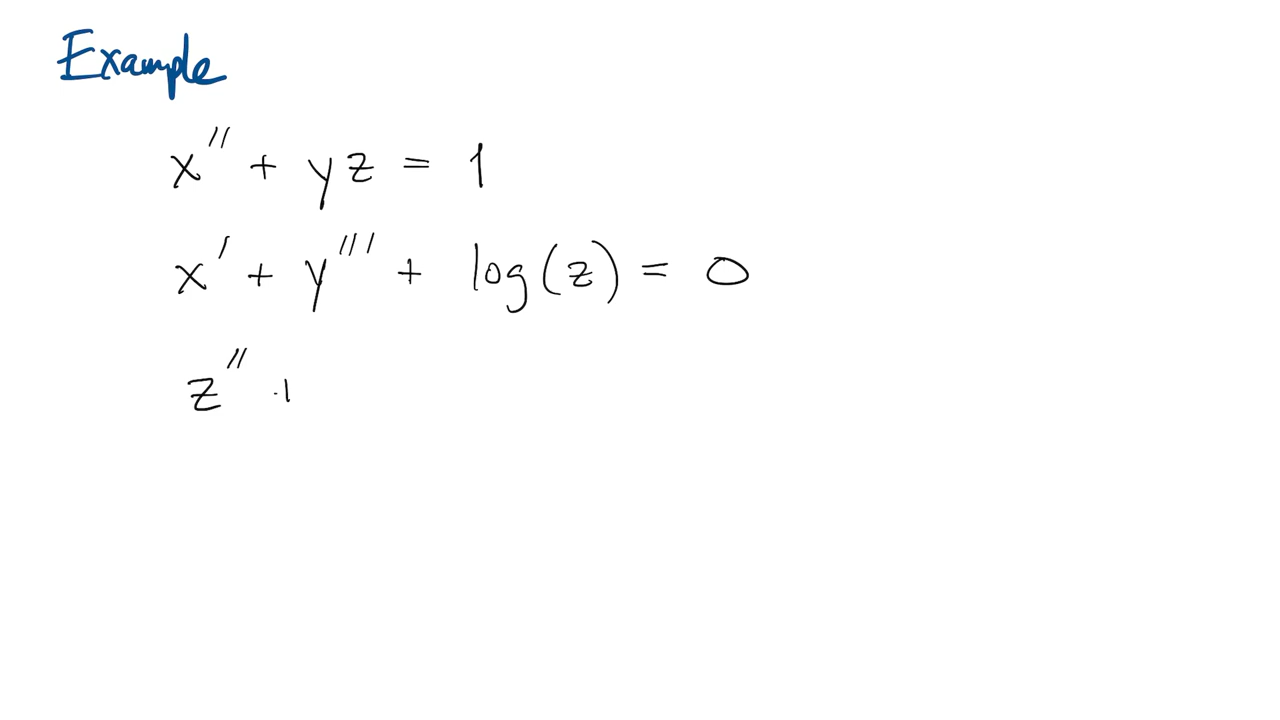 Example
x'' + yz = 1
x' + y''' + log(z) = 0
z''